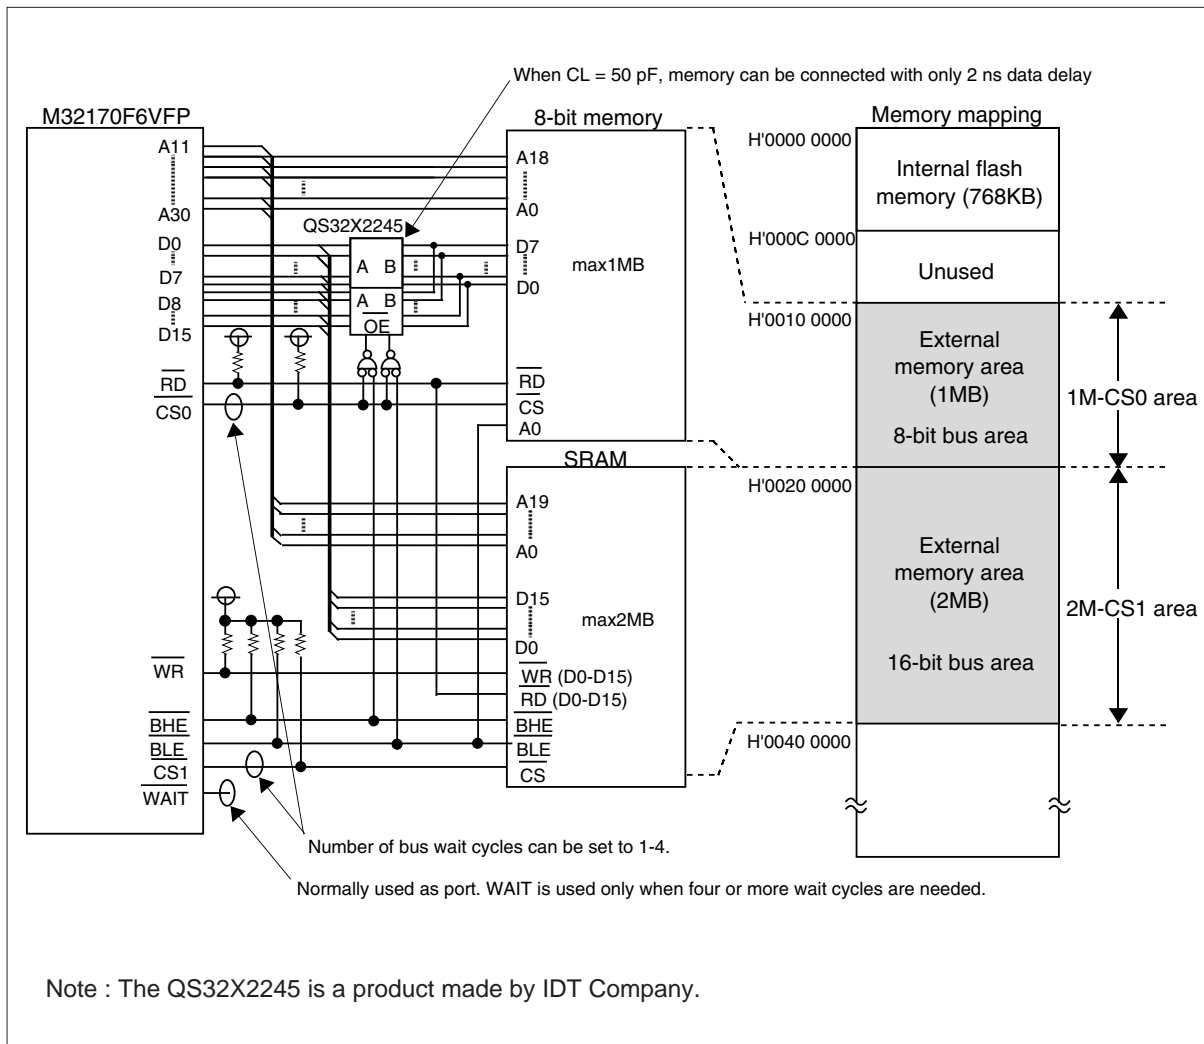 When CL = 50 pF, memory can be connected with only 2 ns data delay
M32170F6VFP
8-bit memory
Memory mapping
A11
A30
D0
D7
D8
D15
RD
CS0
WR
BHE
BLE
CS1
WAIT
QS32X2245
A B
A B
OE
A18
A0
D7
D0
max1MB
RD
CS
A0
SRAM
A19
A0
D15
D0
max2MB
WR (D0-D15)
RD (D0-D15)
BHE
BLE
CS
H'0000 0000
Internal flash
memory (768KB)
H'000C 0000
Unused
H'0010 0000
External
memory area
(1MB)
8-bit bus area
1M-CS0 area
H'0020 0000
External
memory area
(2MB)
16-bit bus area
2M-CS1 area
H'0040 0000
Number of bus wait cycles can be set to 1-4.
Normally used as port. WAIT is used only when four or more wait cycles are needed.
Note : The QS32X2245 is a product made by IDT Company.